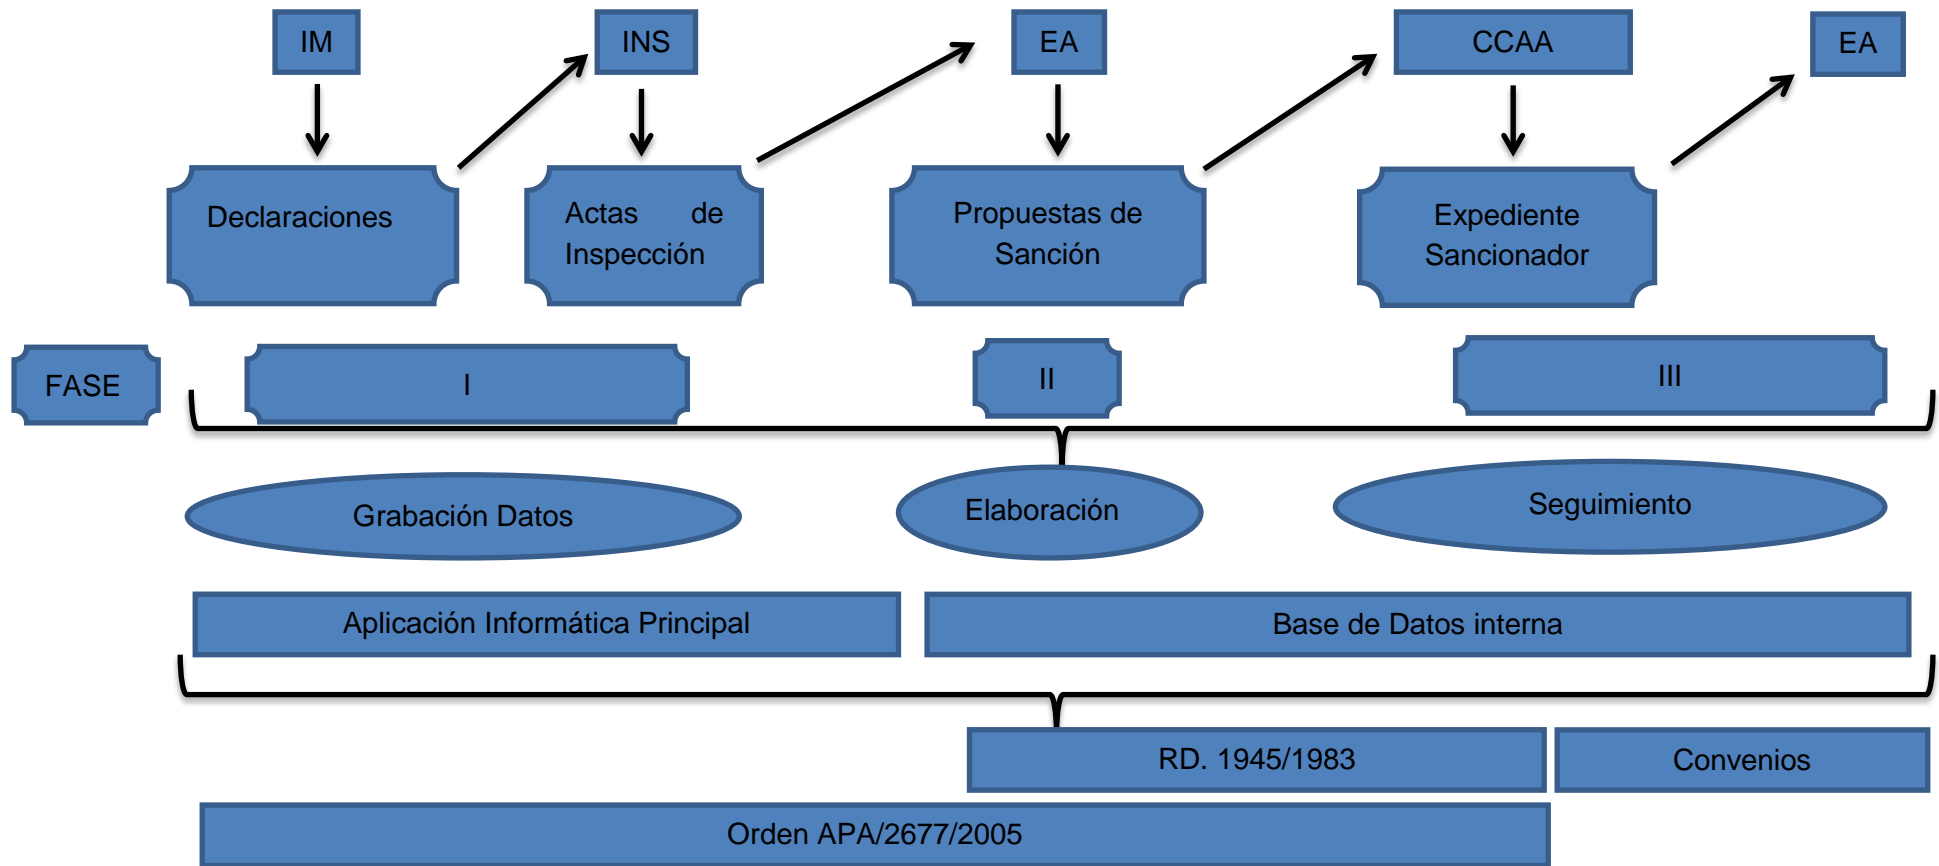 IM
INS
EA
CCAA
EA
Declaraciones
Actas de
Inspección
Propuestas de
Sanción
Expediente
Sancionador
FASE
I
II
III
Grabación Datos
Elaboración
Seguimiento
Aplicación Informática Principal
Base de Datos interna
RD. 1945/1983
Convenios
Orden APA/2677/2005